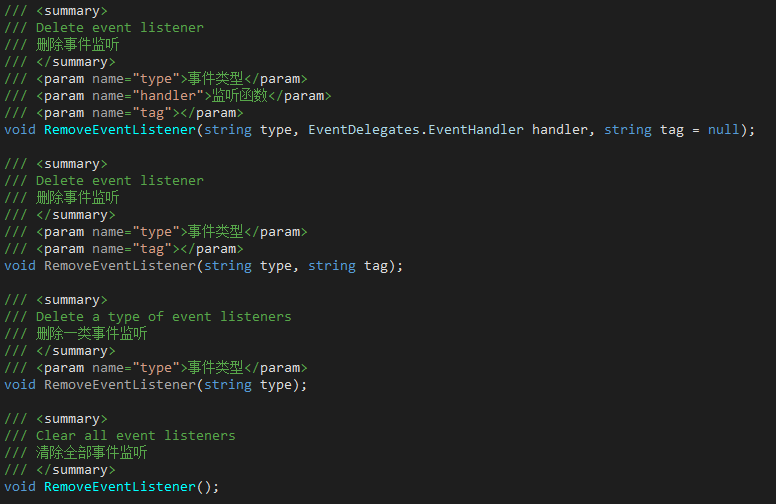 /// <summary>
/// Delete event listener
/// 删除事件监听
/// </summary>
/// <param name="type">事件类型</param>
/// <param name="handler">监听函数</param>
/// <param name="tag"></param>
void RemoveEventListener(string type, EventDelegates.EventHandler handler, string tag = null);
/// <summary>
/// Delete event listener
/// 删除事件监听
/// </summary>
/// <param name="type">事件类型</param>
/// <param name="tag"></param>
void RemoveEventListener(string type, string tag);
/// <summary>
/// Delete a type of event listeners
/// 删除一类事件监听
/// </summary>
/// <param name="type">事件类型</param>
void RemoveEventListener(string type);
/// <summary>
/// Clear all event listeners
/// 清除全部事件监听
/// </summary>
void RemoveEventListener();